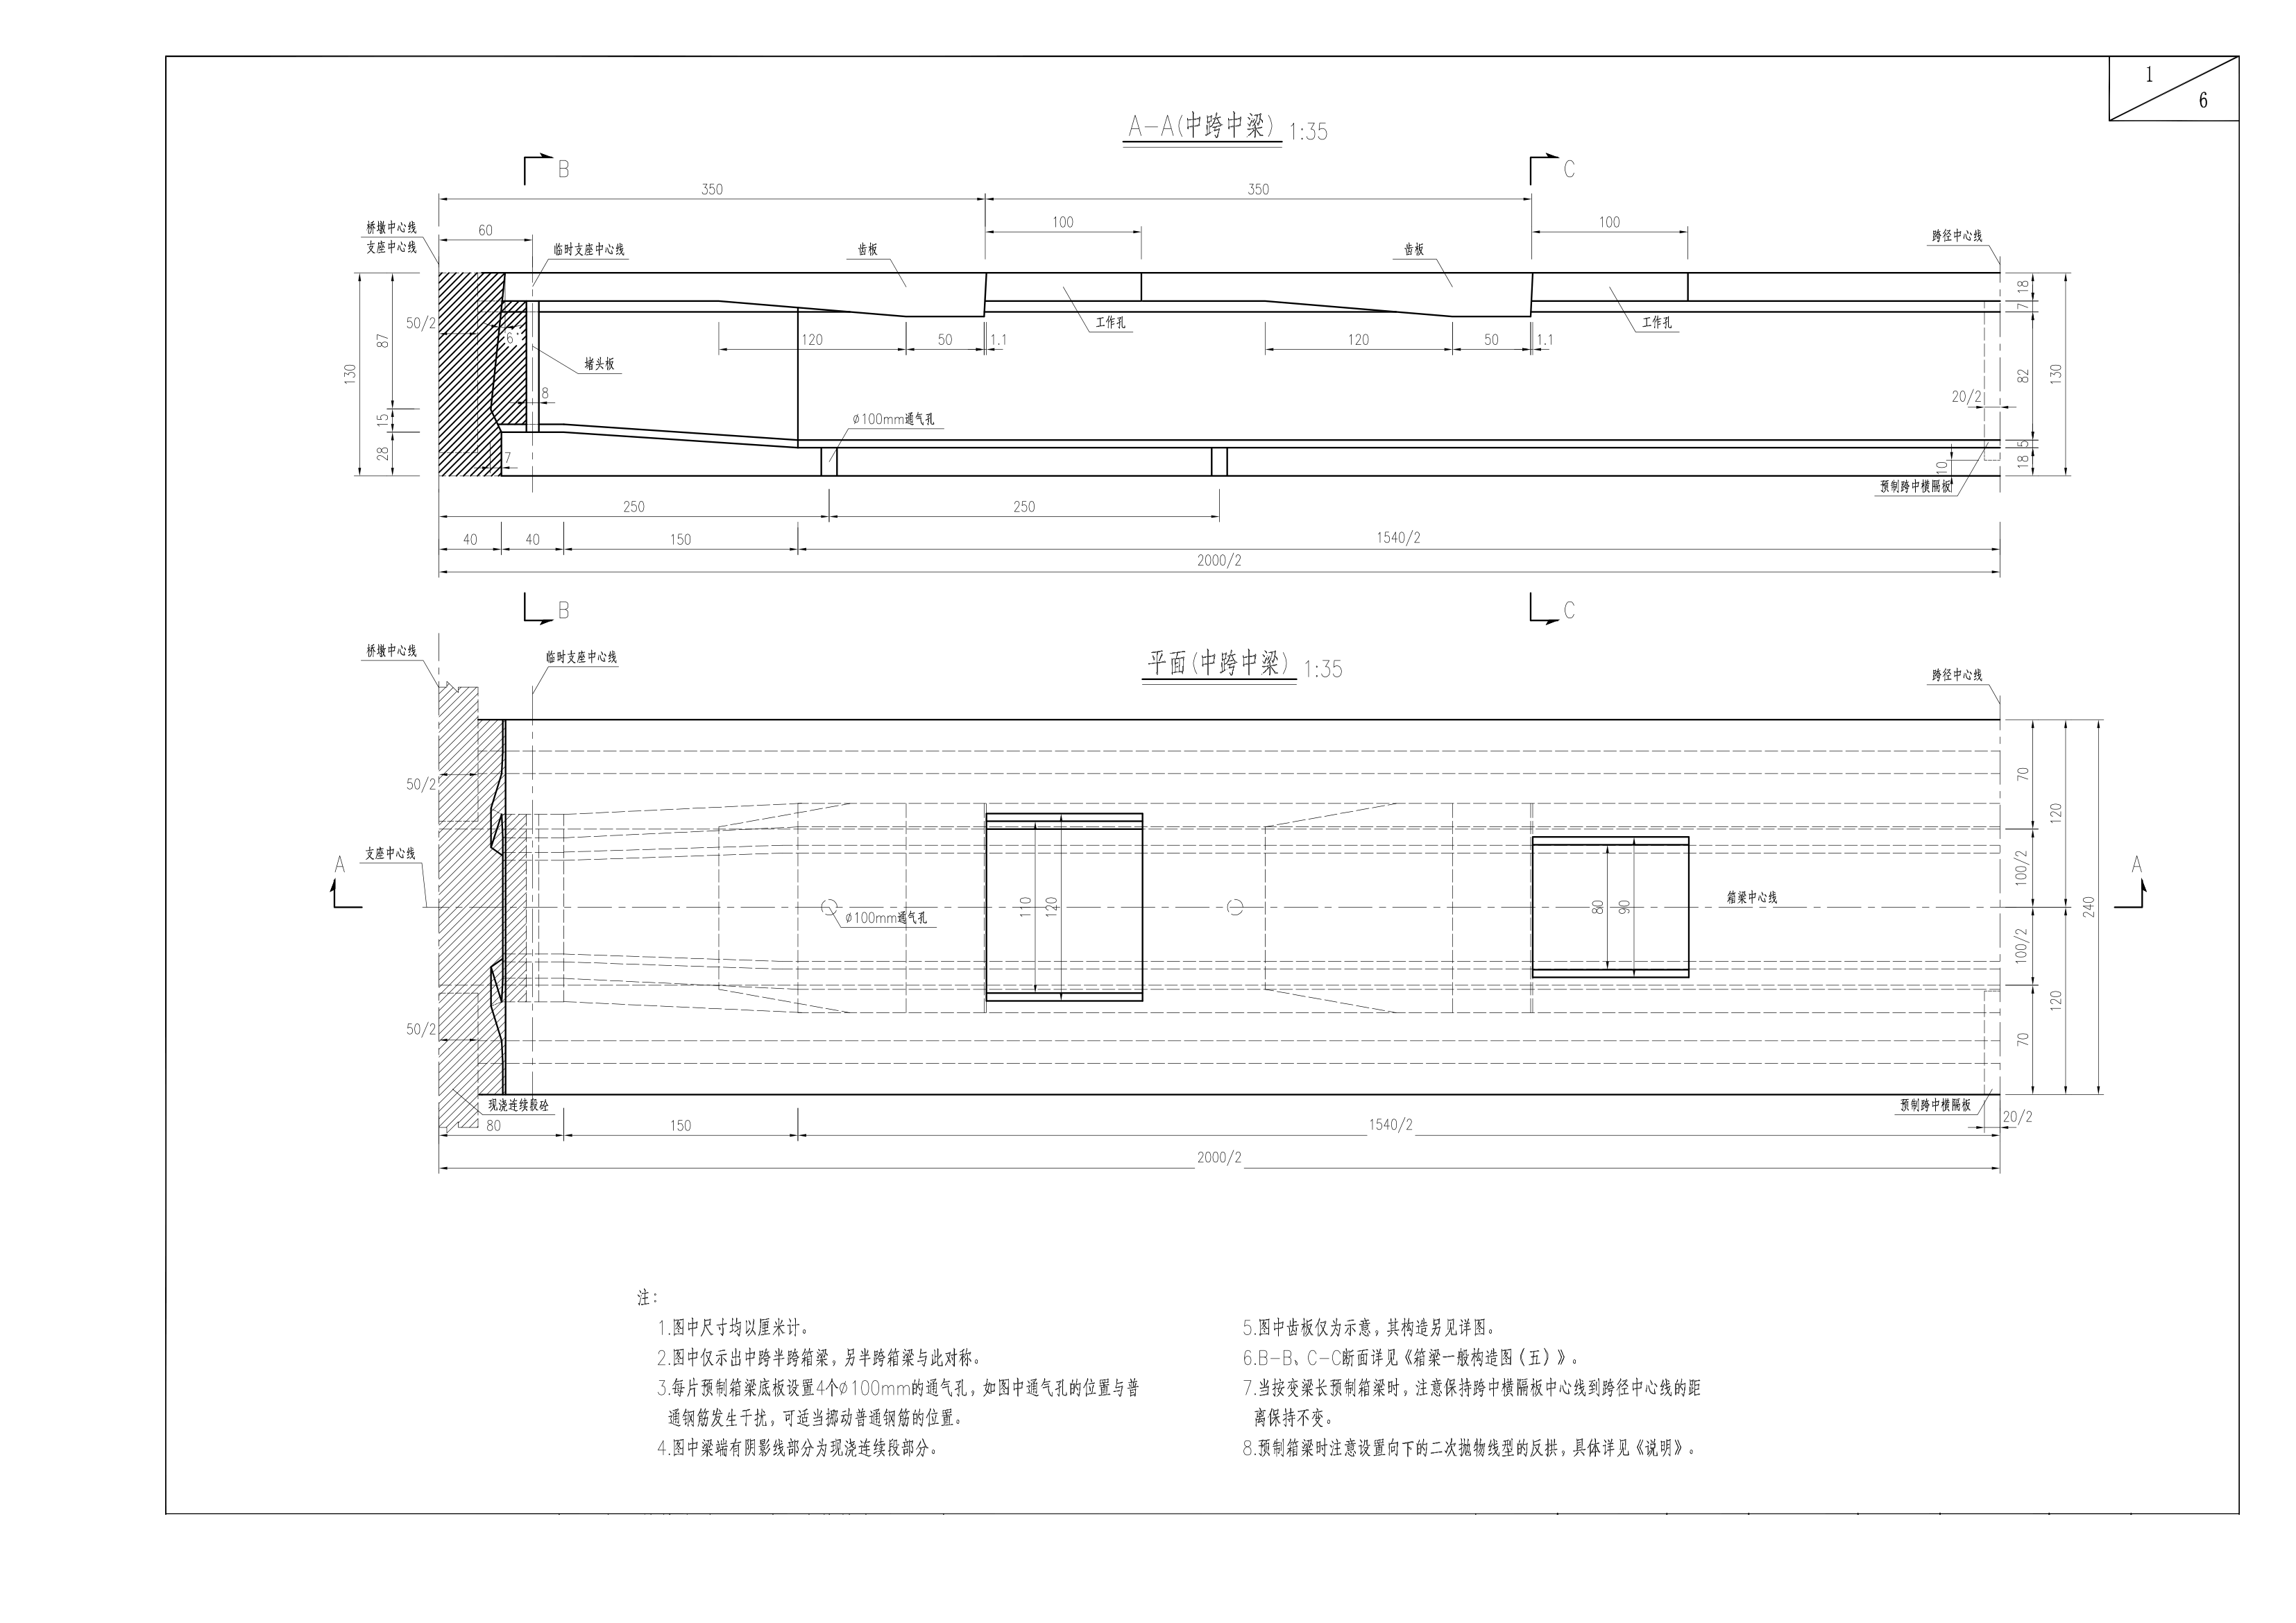 1
6
A-A(中跨中梁) 1:35
B
C
350
350
100
100
桥墩中心线
支座中心线
60
临时支座中心线
齿板
齿板
跨径中心线
18
7
50/2
87
6
工作孔
工作孔
120
50
1.1
120
50
1.1
130
堵头板
82
130
8
20/2
15
φ100mm通气孔
28
7
5
18
10
预制跨中横隔板
250
250
40
40
150
1540/2
2000/2
B
C
桥墩中心线
临时支座中心线
平面(中跨中梁) 1:35
跨径中心线
50/2
70
120
支座中心线
A
A
100/2
110
120
80
90
箱梁中心线
240
φ100mm通气孔
100/2
120
50/2
70
现浇连续段砼
预制跨中横隔板
80
150
1540/2
20/2
2000/2
注：
1.图中尺寸均以厘米计。
2.图中仅示出中跨半跨箱梁，另半跨箱梁与此对称。
3.每片预制箱梁底板设置4个φ100mm的通气孔，如图中通气孔的位置与普
通钢筋发生干扰，可适当挪动普通钢筋的位置。
4.图中梁端有阴影线部分为现浇连续段部分。
5.图中齿板仅为示意，其构造另见详图。
6.B-B、C-C断面详见《箱梁一般构造图（五）》。
7.当按变梁长预制箱梁时，注意保持跨中横隔板中心线到跨径中心线的距
离保持不变。
8.预制箱梁时注意设置向下的二次抛物线型的反拱，具体详见《说明》。